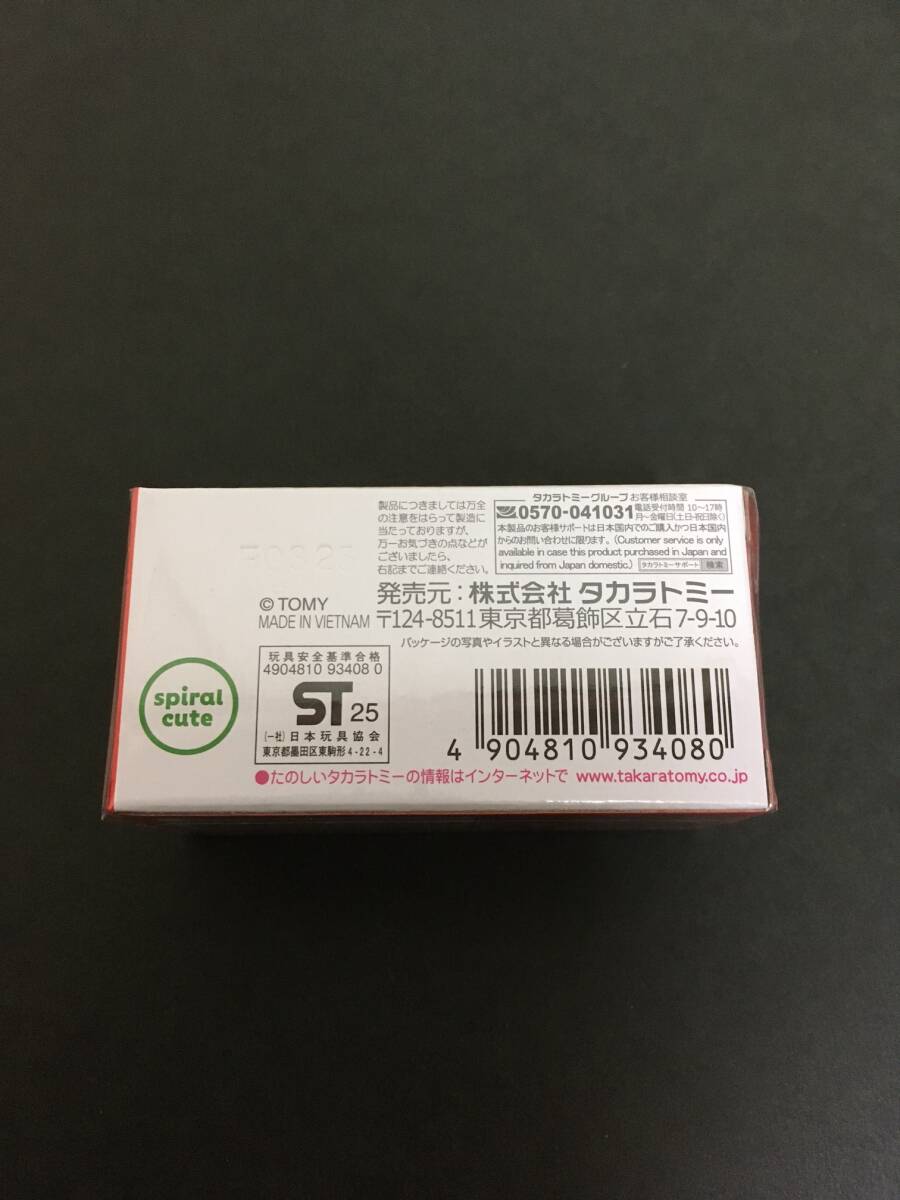 製品につきましては万全
の注意をはらって製造に
当たっておりますが、
万一お気づきの点などが
ございましたら、
右記までご連絡ください。
タカラトミーグループ お客様相談室
0570-041031
電話受付時間 10〜17時
月〜金曜日(土日・祝日除く)
本製品のお客様サポートは日本国内でのご購入かつ日本国内
からのお問い合わせに限ります。(Customer service is only
available in case this product purchased in Japan and
inquired from Japan domestic.)
タカラトミーサポート 検索
© TOMY
MADE IN VIETNAM
発売元：株式会社 タカラトミー
〒124-8511 東京都葛飾区立石7-9-10
パッケージの写真やイラストと異なる場合がございますがご了承ください。
spiral
cute
玩具安全基準合格
4904810 93408 0
ST 25
(一社)日本玩具協会
東京都墨田区東駒形4-22-4
4 904810 934080
●たのしいタカラトミーの情報はインターネットで www.takaratomy.co.jp